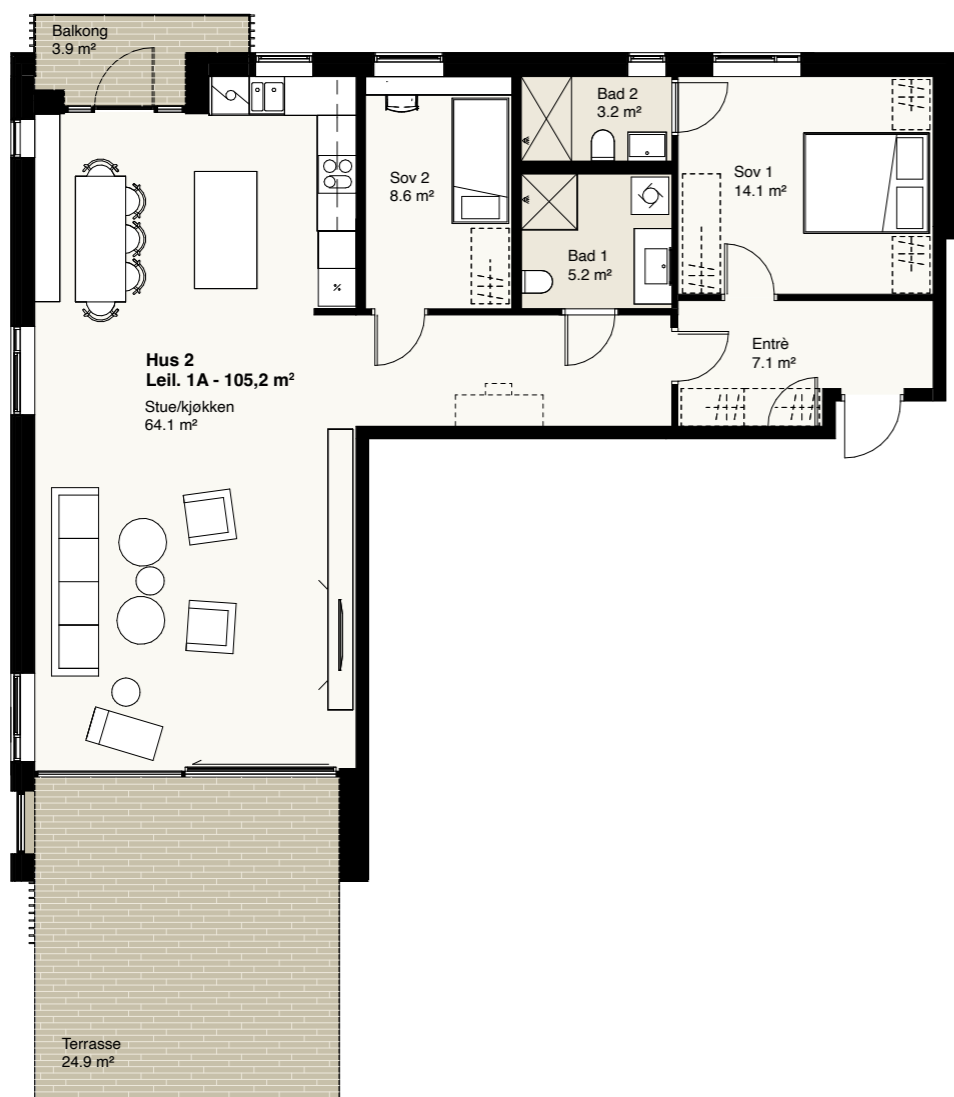 Balkong
3.9 m²
Bad 2
3.2 m²
Sov 1
14.1 m²
Sov 2
8.6 m²
Bad 1
5.2 m²
Entrè
7.1 m²
Hus 2
Leil. 1A - 105,2 m²
Stue/kjøkken
64.1 m²
Terrasse
24.9 m²